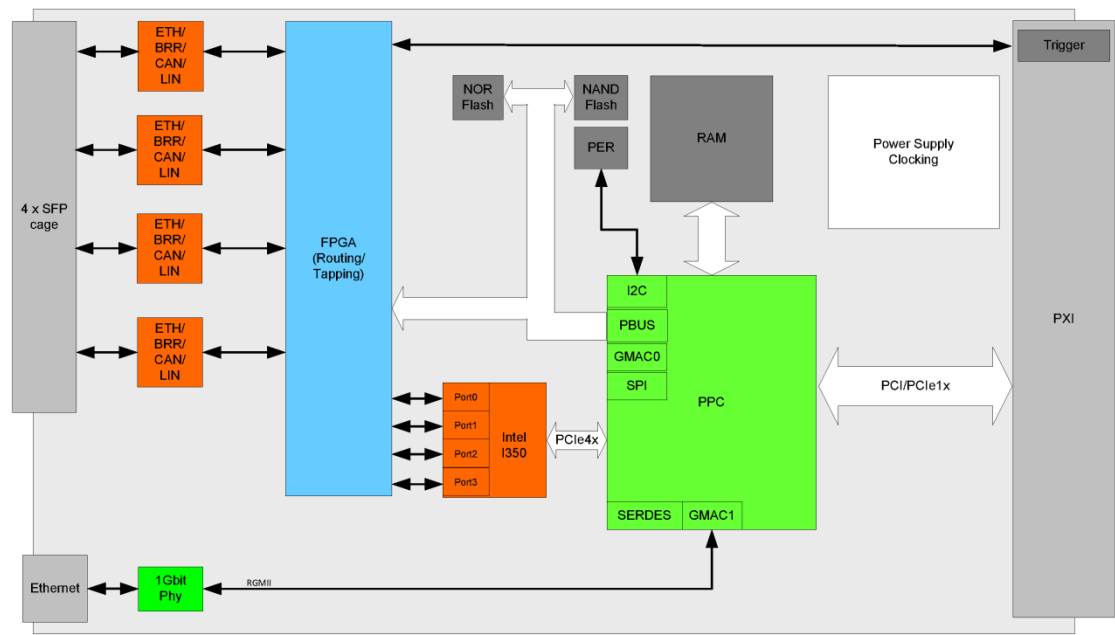 ETH/
BRR/
CAN/
LIN
Trigger
NOR
Flash
NAND
Flash
RAM
Power Supply
Clocking
PER
ETH/
BRR/
CAN/
LIN
4 x SFP
cage
ETH/
BRR/
CAN/
LIN
FPGA
(Routing/
Tapping)
I2C
PBUS
GMAC0
SPI
PPC
PXI
PCI/PCIe1x
ETH/
BRR/
CAN/
LIN
Port0
Port1
Port2
Port3
Intel
I350
PCIe4x
SERDES
GMAC1
Ethernet
1Gbit
Phy
RGMII